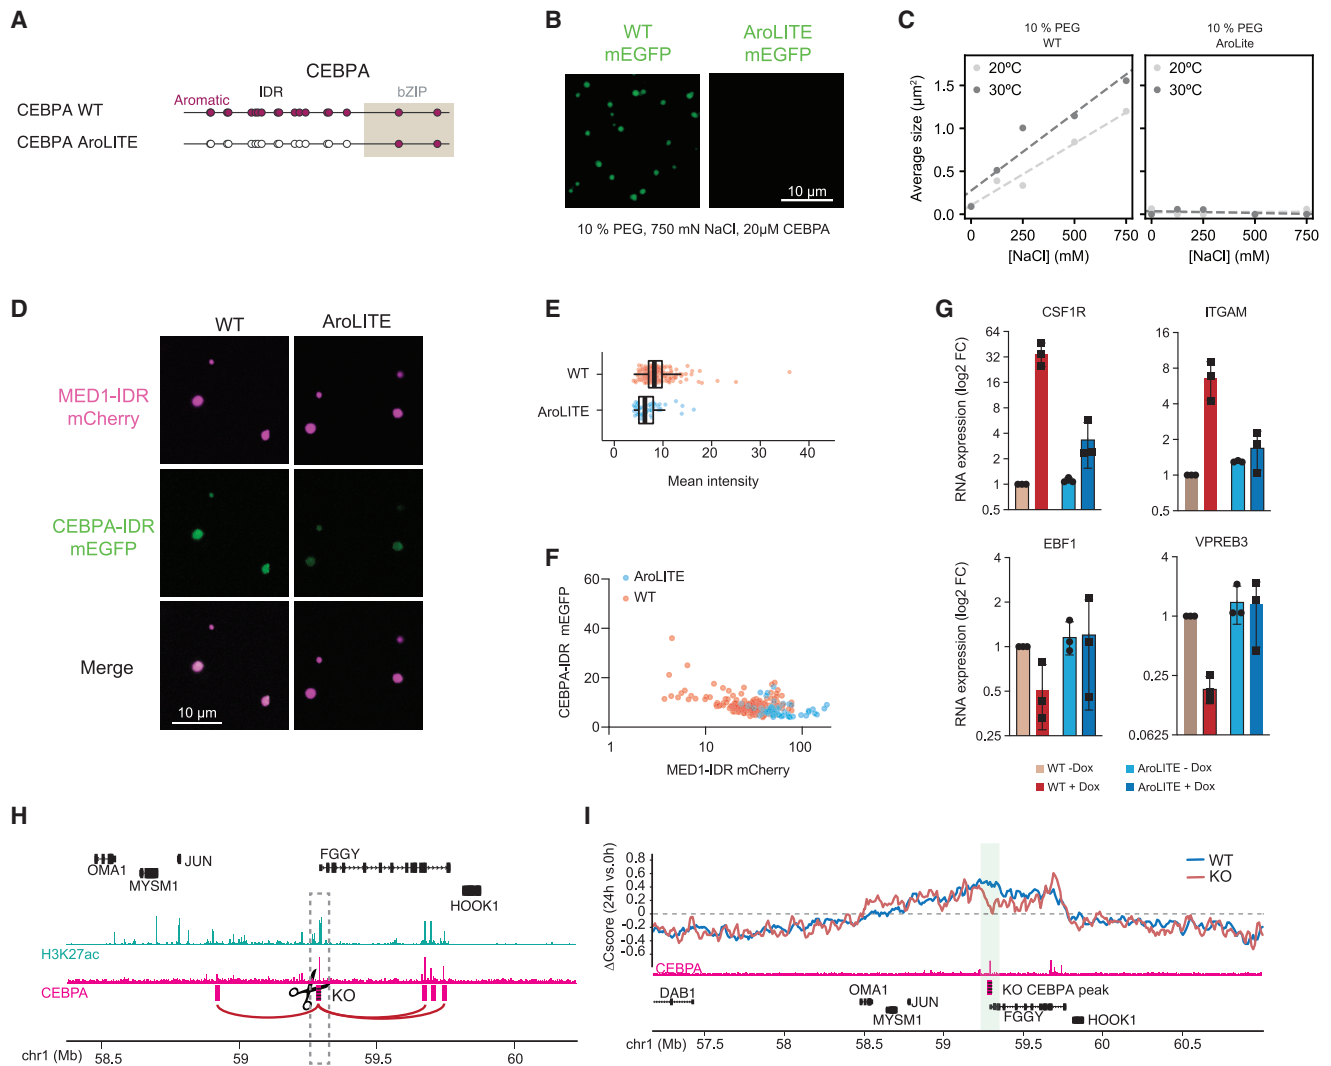 A
CEBPA
Aromatic
IDR
bZIP
CEBPA WT
CEBPA AroLITE
B
WT
mEGFP
AroLITE
mEGFP
10 µm
10 % PEG, 750 mN NaCl, 20µM CEBPA
C
10 % PEG
WT
10 % PEG
AroLite
Average size (µm²)
1.5
1.0
0.5
0.0
20ºC
30ºC
20ºC
30ºC
0 250 500 750
0 250 500 750
[NaCl] (mM)
[NaCl] (mM)
D
WT
AroLITE
MED1-IDR
mCherry
CEBPA-IDR
mEGFP
Merge
10 µm
E
WT
AroLITE
0 10 20 30 40
Mean intensity
F
CEBPA-IDR mEGFP
60
40
20
0
AroLITE
WT
1 10 100
MED1-IDR mCherry
G
CSF1R
RNA expression (log2 FC)
64
32
16
8
4
2
1
0.5
ITGAM
16
8
4
2
1
0.5
EBF1
RNA expression (log2 FC)
4
2
1
0.5
0.25
VPREB3
4
1
0.25
0.0625
WT -Dox
AroLITE - Dox
WT + Dox
AroLITE + Dox
H
OMA1
MYSM1
JUN
FGGY
HOOK1
H3K27ac
CEBPA
KO
chr1 (Mb)
58.5 59 59.5 60
I
ΔCscore (24h vs.0h)
0.8
0.6
0.4
0.2
0
-0.2
-0.4
-0.6
WT
KO
CEBPA
KO CEBPA peak
DAB1
OMA1
MYSM1
JUN
FGGY
HOOK1
chr1 (Mb)
57.5 58 58.5 59 59.5 60 60.5